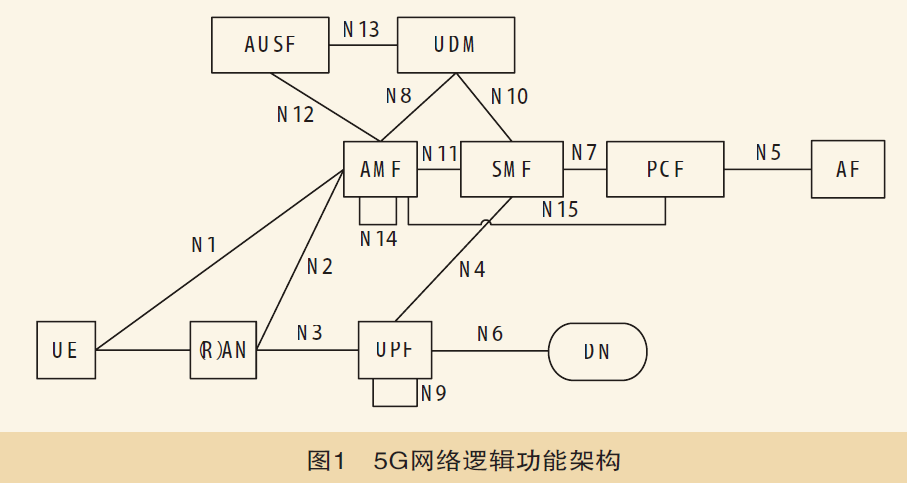 N13
AUSF
UDM
N8
N10
N12
N11
N7
N5
AMF
SMF
PCF
AF
N15
N14
N1
N2
N4
N3
N6
UE
(R)AN
UPF
DN
N9
图1 5G网络逻辑功能架构